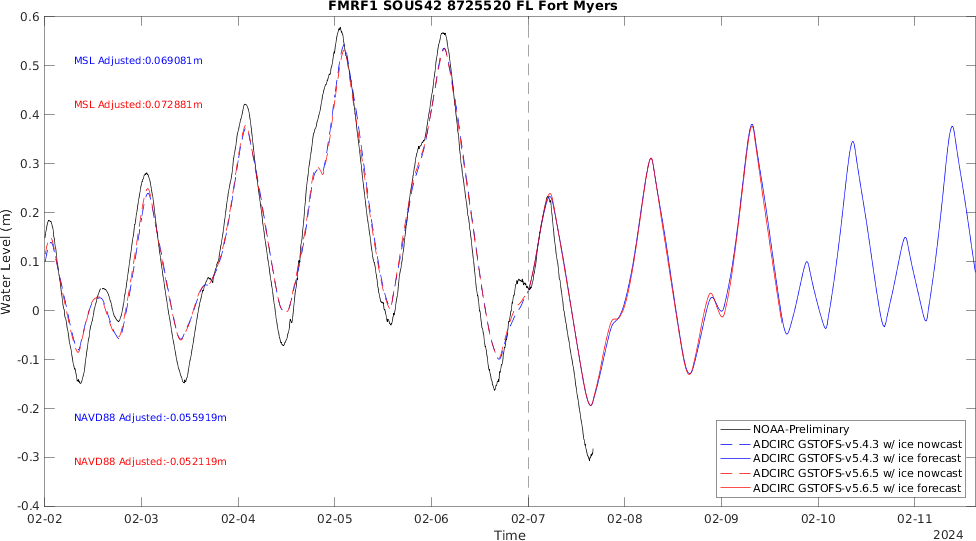 FMRF1 SOUS42 8725520 FL Fort Myers
0.6
0.5
0.4
0.3
0.2
0.1
0
-0.1
-0.2
-0.3
-0.4
Water Level (m)
MSL Adjusted:0.069081m
MSL Adjusted:0.072881m
NAVD88 Adjusted:-0.055919m
NAVD88 Adjusted:-0.052119m
NOAA-Preliminary
ADCIRC GSTOFS-v5.4.3 w/ ice nowcast
ADCIRC GSTOFS-v5.4.3 w/ ice forecast
ADCIRC GSTOFS-v5.6.5 w/ ice nowcast
ADCIRC GSTOFS-v5.6.5 w/ ice forecast
02-02 02-03 02-04 02-05 02-06 02-07 02-08 02-09 02-10 02-11
Time
2024